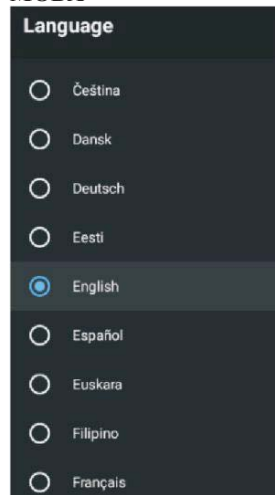 Language
Čeština
Dansk
Deutsch
Eesti
English
Español
Euskara
Filipino
Français